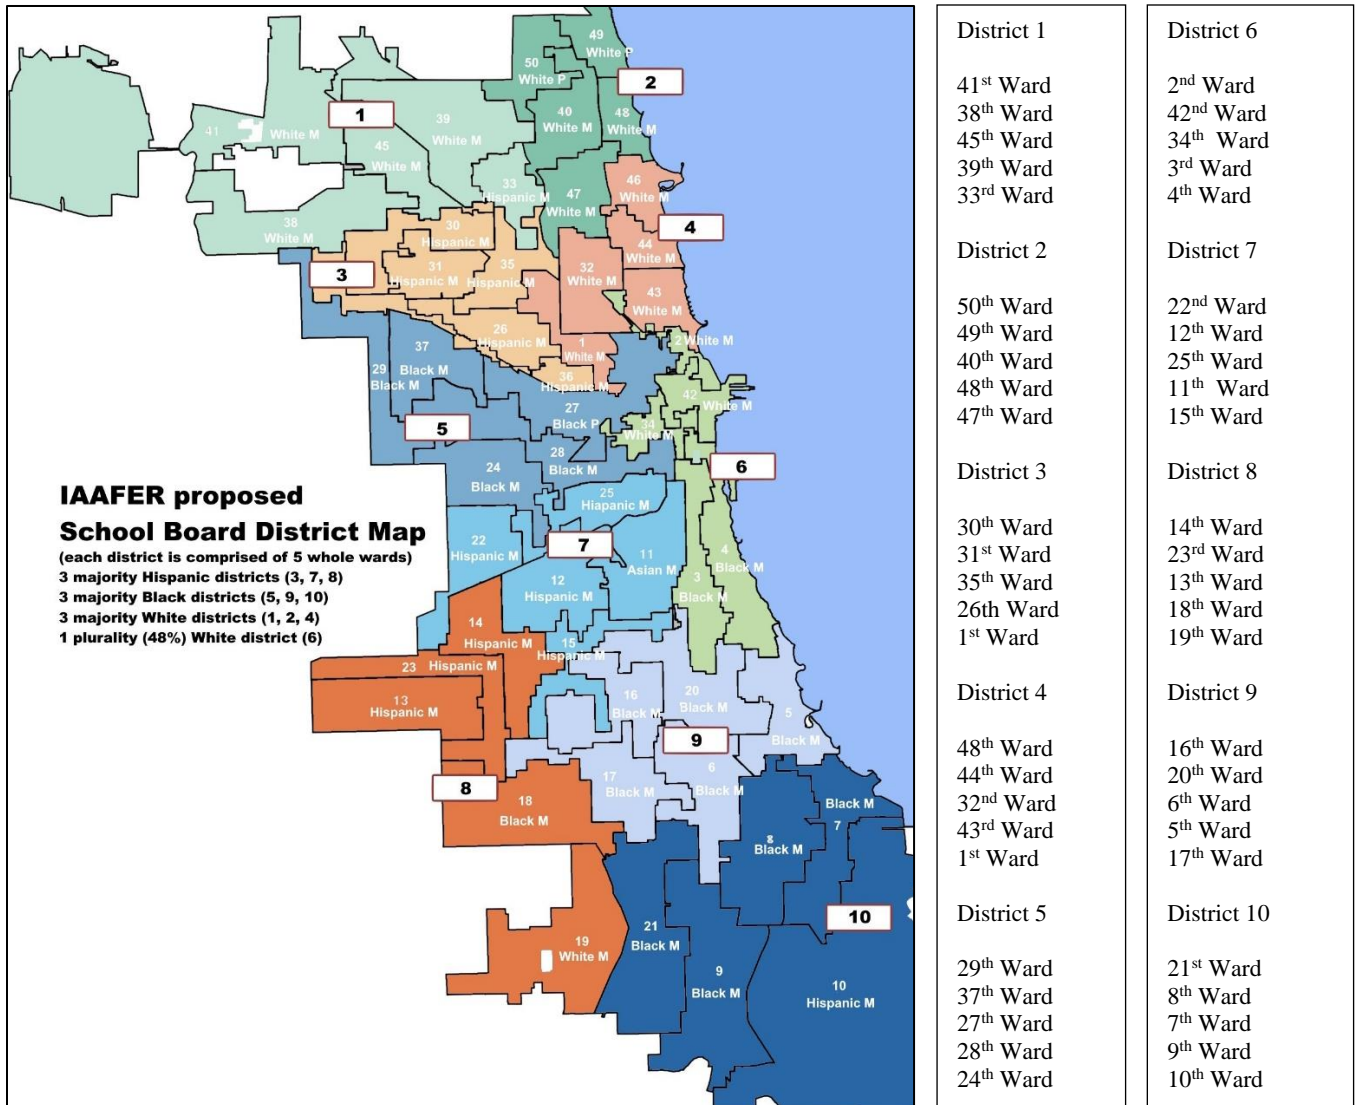 49
White P
50
White P
2
1
39
White M
40
White M
48
White M
41
White M
45
White M
33
Hispanic M
46
White M
47
White M
38
White M
30
Hispanic M
4
44
White M
3
31
Hispanic M
35
Hispanic M
32
White M
43
White M
26
Hispanic M
2 White M
1
White M
37
Black M
29
Black M
36
Hispanic M
42
White M
27
Black P
5
34
White M
28
Black M
24
Black M
6
25
Hiapanic M
IAAFER proposed
School Board District Map
(each district is comprised of 5 whole wards)
3 majority Hispanic districts (3, 7, 8)
3 majority Black districts (5, 9, 10)
3 majority White districts (1, 2, 4)
1 plurality (48%) White district (6)
22
Hispanic M
7
11
Asian M
4
Black M
12
Hispanic M
3
Black M
14
Hispanic M
15
Hispanic M
23 Hispanic M
13
Hispanic M
16
Black M
20
Black M
5
Black M
9
6
Black M
17
Black M
8
18
Black M
Black M
7
8
Black M
10
21
Black M
19
White M
9
Black M
10
Hispanic M
District 1
41st Ward
38th Ward
45th Ward
39th Ward
33rd Ward
District 2
50th Ward
49th Ward
40th Ward
48th Ward
47th Ward
District 3
30th Ward
31st Ward
35th Ward
26th Ward
1st Ward
District 4
48th Ward
44th Ward
32nd Ward
43rd Ward
1st Ward
District 5
29th Ward
37th Ward
27th Ward
28th Ward
24th Ward
District 6
2nd Ward
42nd Ward
34th Ward
3rd Ward
4th Ward
District 7
22nd Ward
12th Ward
25th Ward
11th Ward
15th Ward
District 8
14th Ward
23rd Ward
13th Ward
18th Ward
19th Ward
District 9
16th Ward
20th Ward
6th Ward
5th Ward
17th Ward
District 10
21st Ward
8th Ward
7th Ward
9th Ward
10th Ward